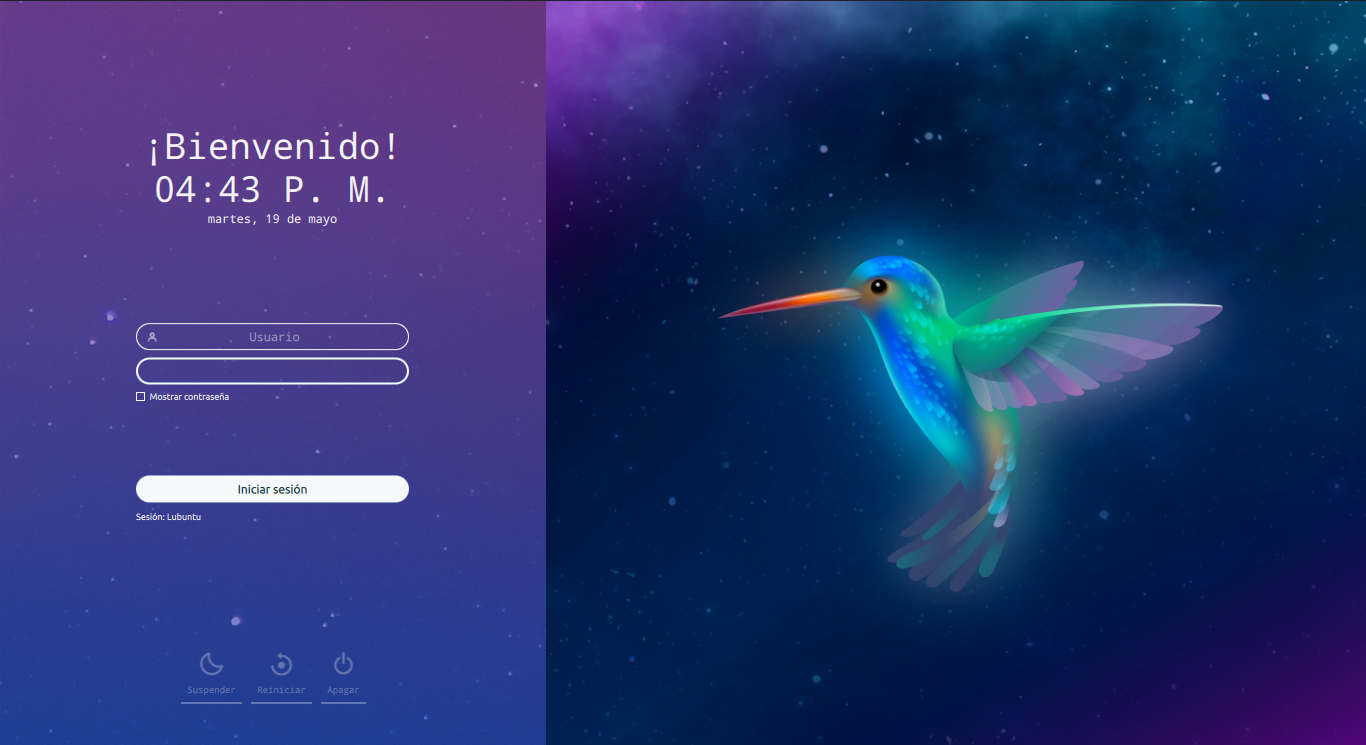 ¡Bienvenido!
04:43 P. M.
martes, 19 de mayo
Usuario
Mostrar contraseña
Iniciar sesión
Sesión: Lubuntu
Suspender Reiniciar Apagar